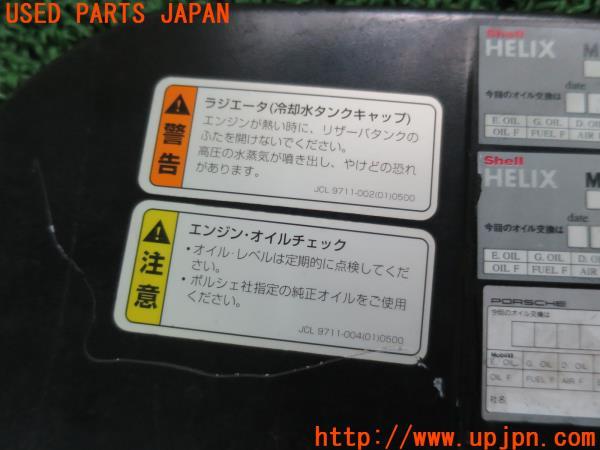 USED PARTS JAPAN
警告
ラジエータ(冷却水タンクキャップ)
エンジンが熱い時に、リザーバタンクの
ふたを開けないでください。
高圧の水蒸気が噴き出し、やけどの恐れ
があります。
JCL 9711-002(01)0500
注意
エンジン・オイルチェック
•オイル・レベルは定期的に点検してくだ
さい。
•ポルシェ社指定の純正オイルをご使用
ください。
JCL 9711-004(01)0500
Shell
HELIX M
date
今回のオイル交換は
E. OIL G. OIL D. O
OIL F FUEL F AIR
Shell
HELIX M
date
今回のオイル交換は
E. OIL G. OIL D. O
OIL F FUEL F AIR
PORSCHE
今回のオイル交換は
Mobil1
E. OIL G. OIL D. OIL
OIL F FUEL F AIR F
社名
http://www.upjpn.com